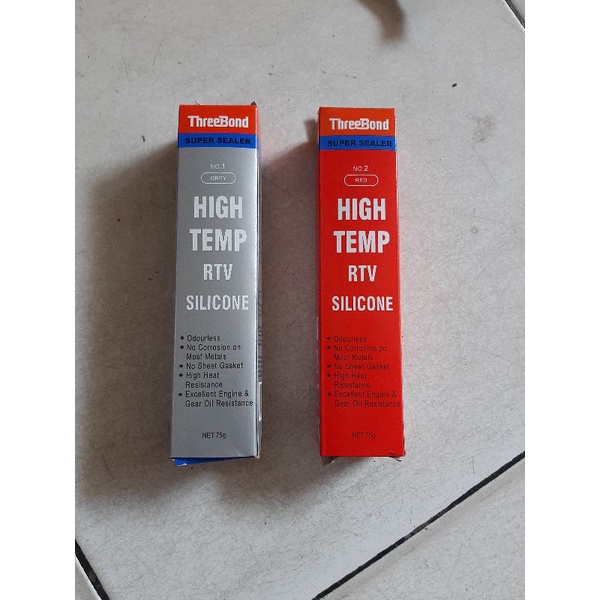 ThreeBond
SUPER SEALER
NO.1
GREY
HIGH
TEMP
RTV
SILICONE
• Odourless
• No Corrosion on
Most Metals
• No Sheet Gasket
• High Heat
Resistance
• Excellent Engine &
Gear Oil Resistance
NET 75g
ThreeBond
SUPER SEALER
NO.2
RED
HIGH
TEMP
RTV
SILICONE
• Odourless
• No Corrosion on
Most Metals
• No Sheet Gasket
• High Heat
Resistance
• Excellent Engine &
Gear Oil Resistance
NET 75g